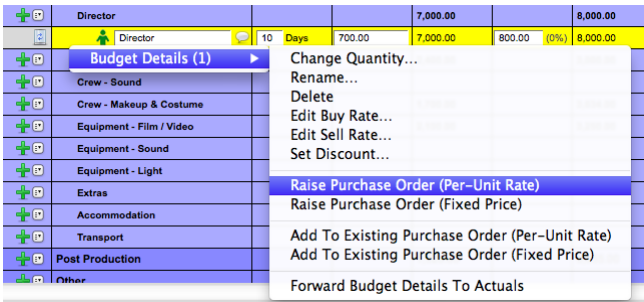 Director 7,000.00 8,000.00
Director 10 Days 700.00 7,000.00 800.00 (0%) 8,000.00
Budget Details (1)
Change Quantity...
Rename...
Crew - Sound
Delete
Crew - Makeup & Costume
Edit Buy Rate...
Equipment - Film / Video
Edit Sell Rate...
Equipment - Sound
Set Discount...
Equipment - Light
Raise Purchase Order (Per-Unit Rate)
Extras
Raise Purchase Order (Fixed Price)
Accommodation
Add To Existing Purchase Order (Per-Unit Rate)
Transport
Add To Existing Purchase Order (Fixed Price)
Post Production
Forward Budget Details To Actuals
Other